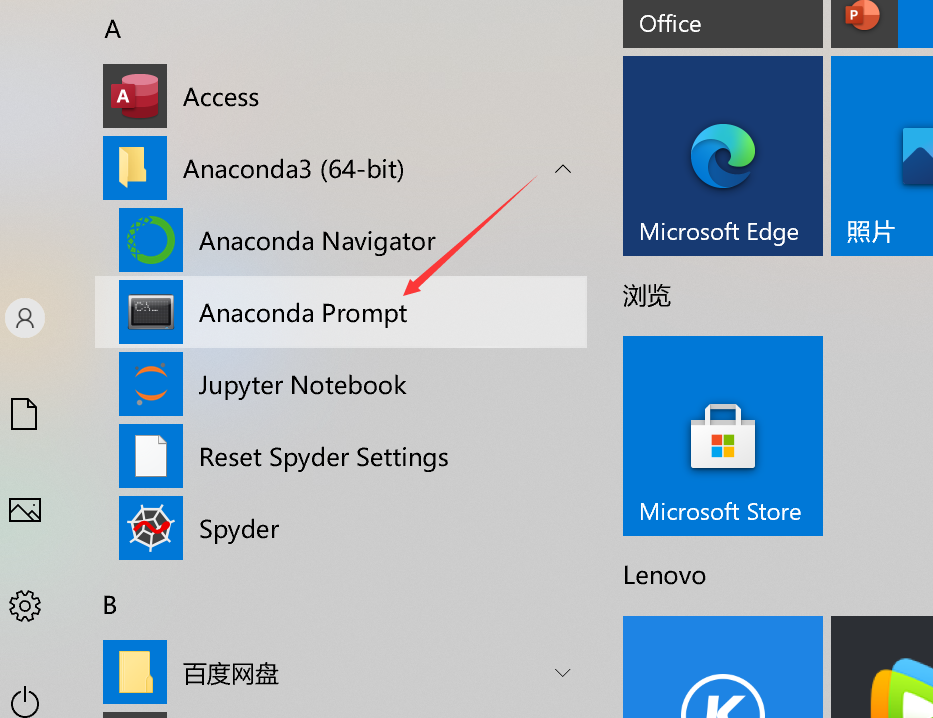 A
Access
Anaconda3 (64-bit)
Anaconda Navigator
C:\_
Anaconda Prompt
Jupyter Notebook
Reset Spyder Settings
Spyder
B
百度网盘
Office
Microsoft Edge
照片
浏览
Microsoft Store
Lenovo